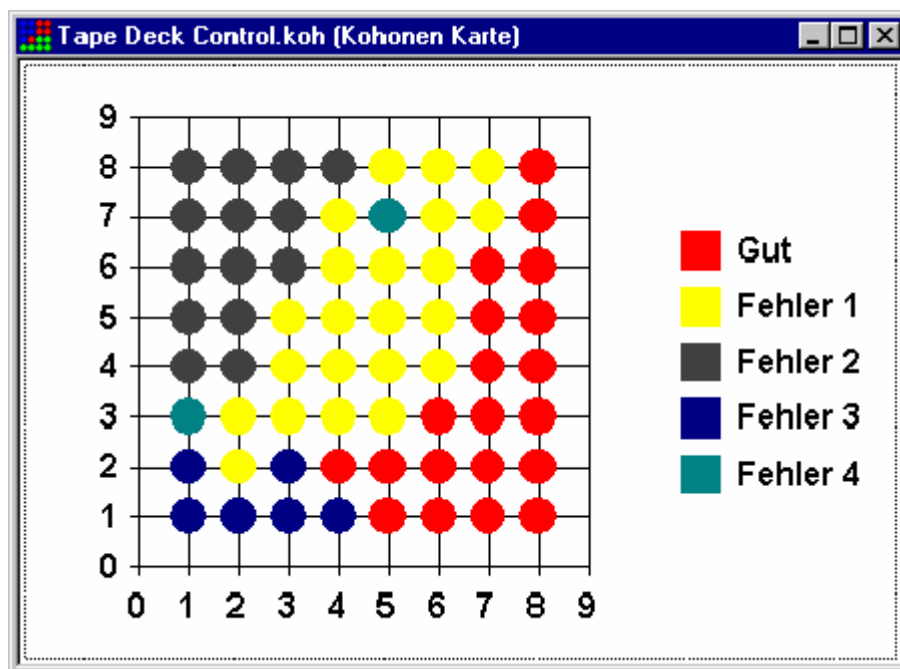 Tape Deck Control.koh (Kohonen Karte)
9
8
7
6
5
4
3
2
1
0
0 1 2 3 4 5 6 7 8 9
Gut
Fehler 1
Fehler 2
Fehler 3
Fehler 4